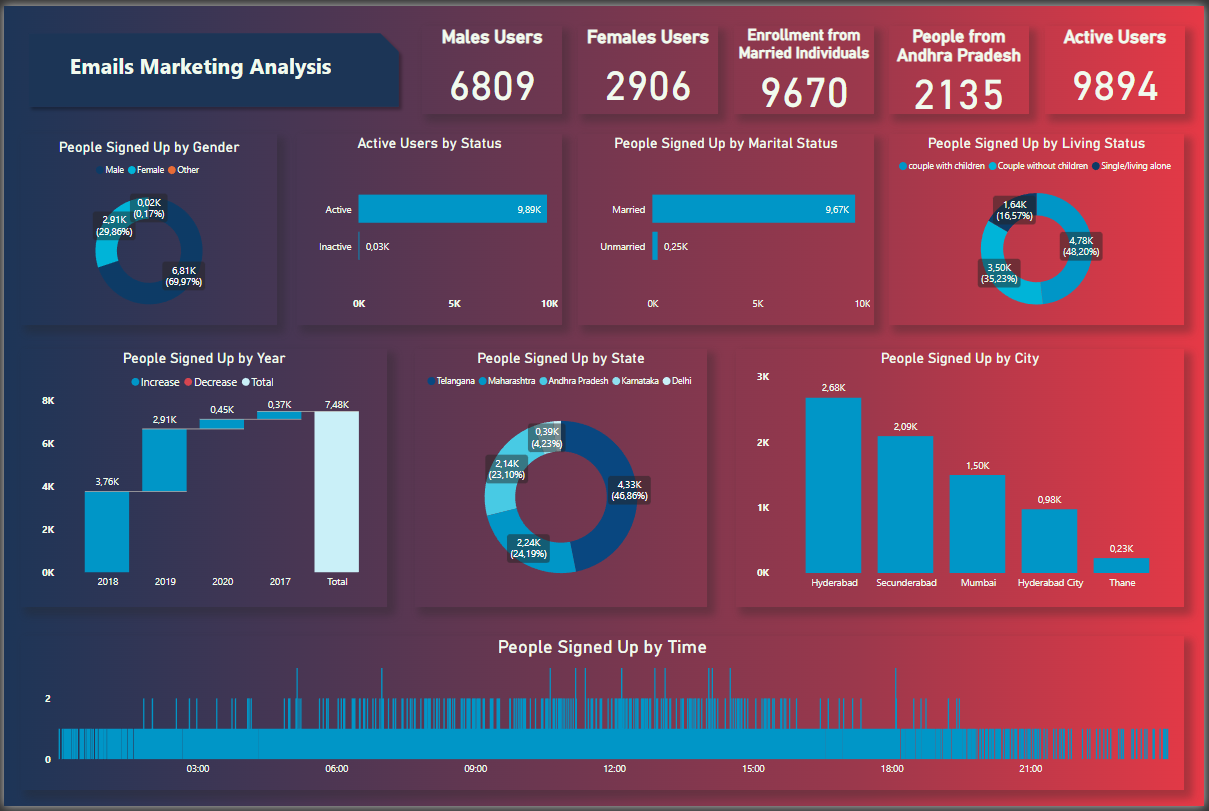 Emails Marketing Analysis
Males Users
6809
Females Users
2906
Enrollment from
Married Individuals
9670
People from
Andhra Pradesh
2135
Active Users
9894
People Signed Up by Gender
Male Female Other
0,02K
(0,17%)
2,91K
(29,86%)
6,81K
(69,97%)
Active Users by Status
Active 9,89K
Inactive 0,03K
0K 5K 10K
People Signed Up by Marital Status
Married 9,67K
Unmarried 0,25K
0K 5K 10K
People Signed Up by Living Status
couple with children Couple without children Single/living alone
1,64K
(16,57%)
4,78K
(48,20%)
3,50K
(35,23%)
People Signed Up by Year
Increase Decrease Total
8K
6K
4K
2K
0K
3,76K
2,91K
0,45K
0,37K
7,48K
2018 2019 2020 2017 Total
People Signed Up by State
Telangana Maharashtra Andhra Pradesh Karnataka Delhi
0,39K
(4,23%)
2,14K
(23,10%)
4,33K
(46,86%)
2,24K
(24,19%)
People Signed Up by City
3K
2K
1K
0K
2,68K
2,09K
1,50K
0,98K
0,23K
Hyderabad Secunderabad Mumbai Hyderabad City Thane
People Signed Up by Time
2
0
03:00 06:00 09:00 12:00 15:00 18:00 21:00